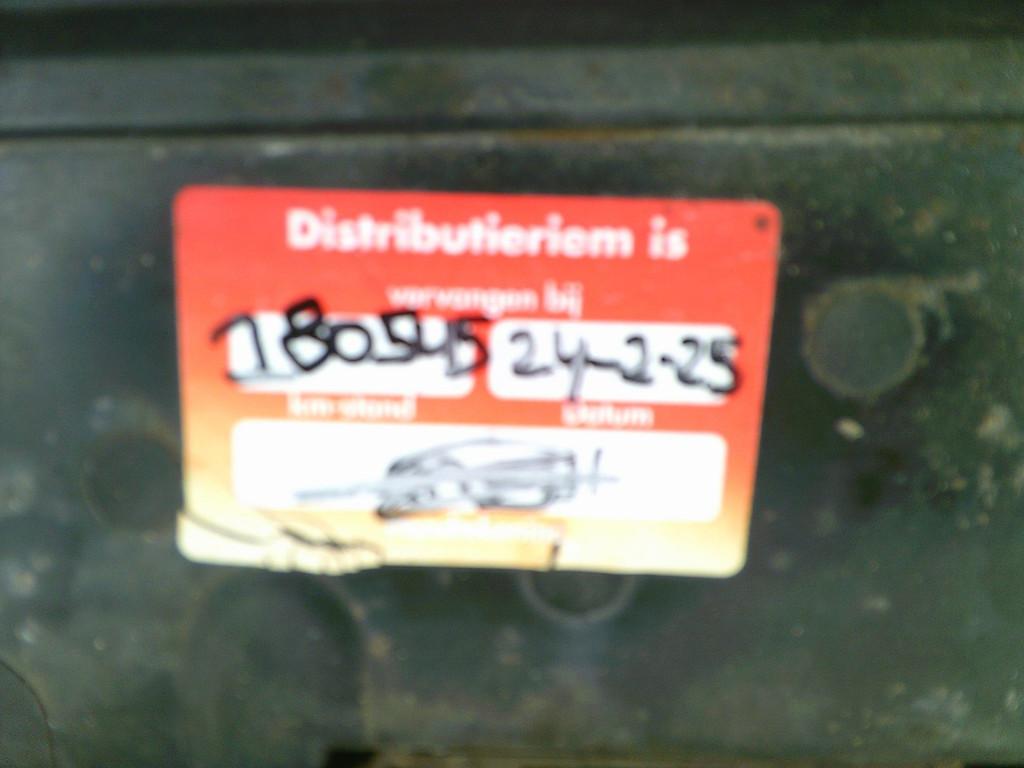 Distributieriem is
vervangen bij
180545 24-2-25
km-stand Datum